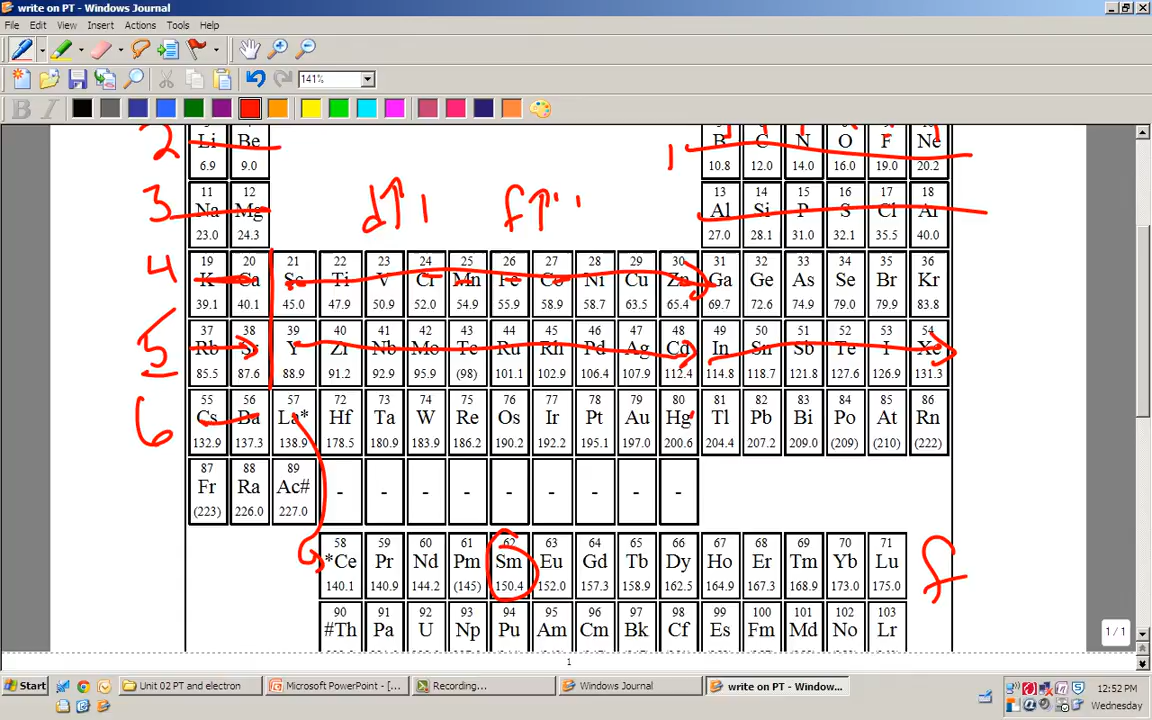 write on PT - Windows Journal
File Edit View Insert Actions Tools Help
141%
B I
2 Li Be 1 B C N O F Ne
6.9 9.0 10.8 12.0 14.0 16.0 19.0 20.2
11 12 13 14 15 16 17 18
3 Na Mg d↑1 f↑" Al Si P S Cl Ar
23.0 24.3 27.0 28.1 31.0 32.1 35.5 40.0
19 20 21 22 23 24 25 26 27 28 29 30 31 32 33 34 35 36
4 K Ca Sc Ti V Cr Mn Fe Co Ni Cu Zn Ga Ge As Se Br Kr
39.1 40.1 45.0 47.9 50.9 52.0 54.9 55.9 58.9 58.7 63.5 65.4 69.7 72.6 74.9 79.0 79.9 83.8
37 38 39 40 41 42 43 44 45 46 47 48 49 50 51 52 53 54
5 Rb Sr Y Zr Nb Mo Tc Ru Rh Pd Ag Cd In Sn Sb Te I Xe
85.5 87.6 88.9 91.2 92.9 95.9 (98) 101.1 102.9 106.4 107.9 112.4 114.8 118.7 121.8 127.6 126.9 131.3
55 56 57 72 73 74 75 76 77 78 79 80 81 82 83 84 85 86
6 Cs Ba La* Hf Ta W Re Os Ir Pt Au Hg Tl Pb Bi Po At Rn
132.9 137.3 138.9 178.5 180.9 183.9 186.2 190.2 192.2 195.1 197.0 200.6 204.4 207.2 209.0 (209) (210) (222)
87 88 89
Fr Ra Ac# - - - - - - - - -
(223) 226.0 227.0
58 59 60 61 62 63 64 65 66 67 68 69 70 71
*Ce Pr Nd Pm Sm Eu Gd Tb Dy Ho Er Tm Yb Lu f
140.1 140.9 144.2 (145) 150.4 152.0 157.3 158.9 162.5 164.9 167.3 168.9 173.0 175.0
90 91 92 93 94 95 96 97 98 99 100 101 102 103
#Th Pa U Np Pu Am Cm Bk Cf Es Fm Md No Lr
1 / 1
1
Start Unit 02 PT and electron Microsoft PowerPoint - [... Recording... Windows Journal write on PT - Window... 12:52 PM
Wednesday